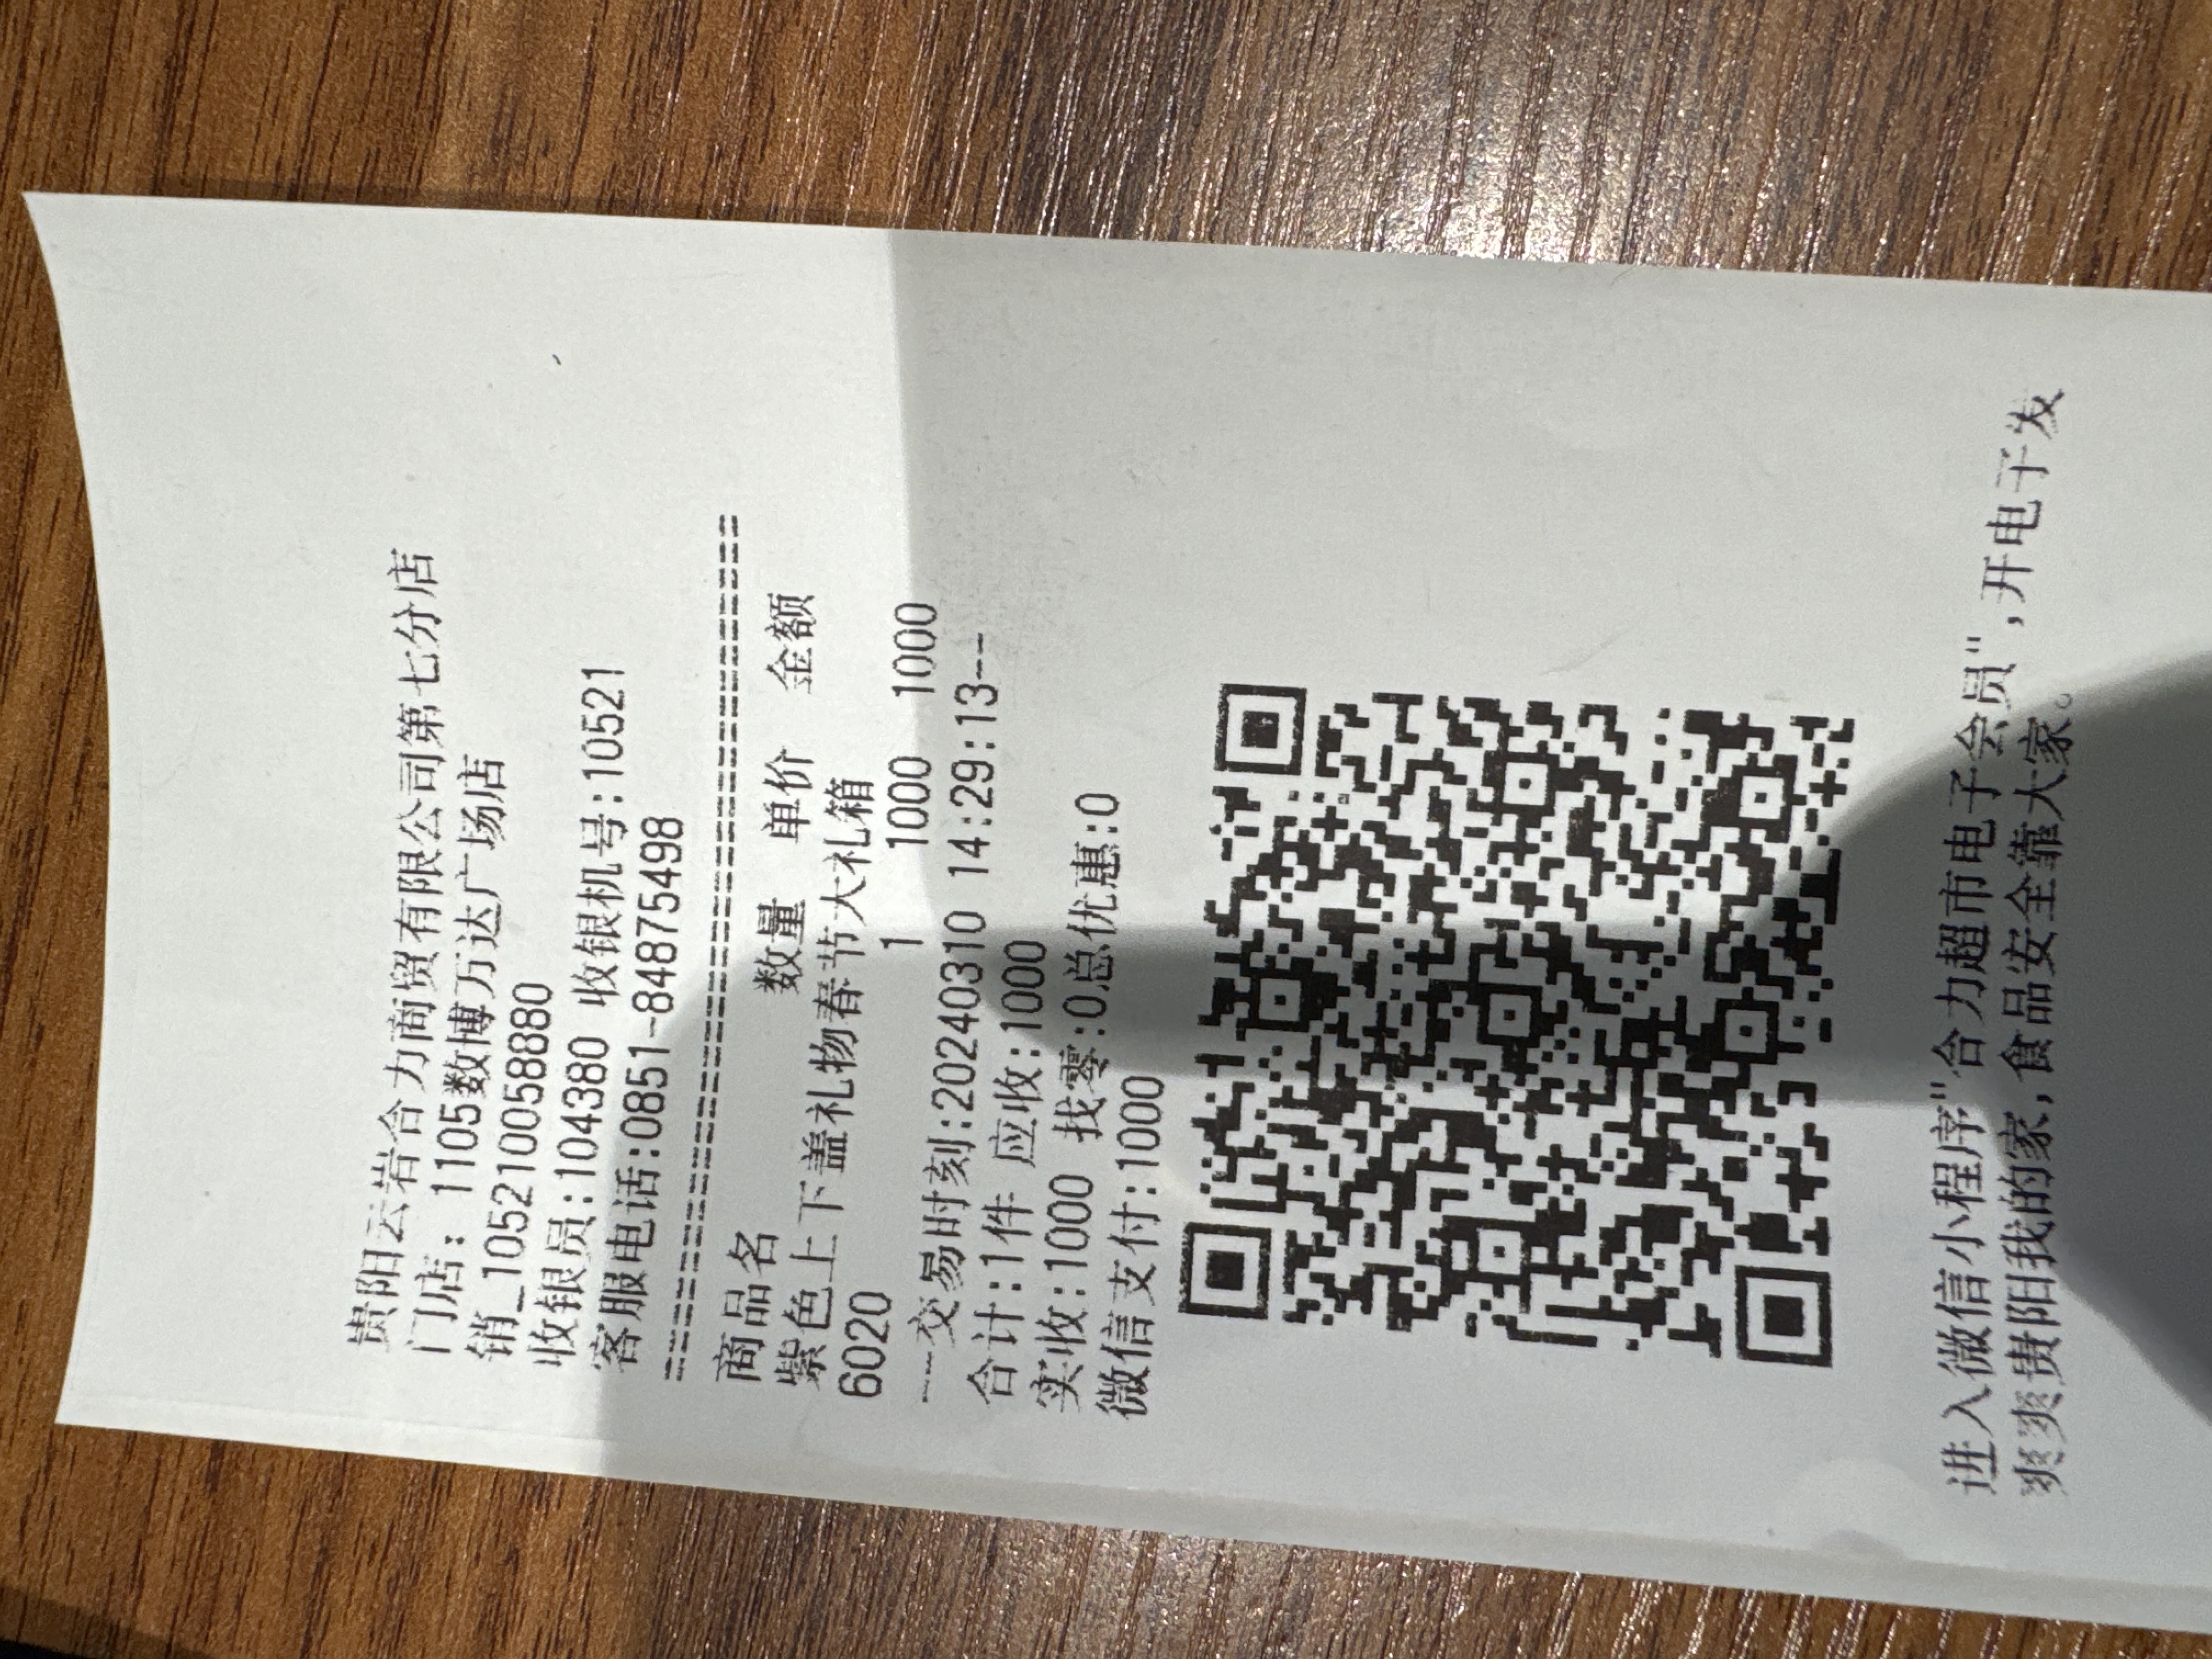 贵阳云岩合力商贸有限公司第七分店
门店: 1105数博万达广场店
销_1052100588​80
收银员:104380 收银机号:10521
客服电话:0851-84875498
================================
商品名 数量 单价 金额
紫色上下盖礼物春节大礼箱
6020 1 1000 1000
---交易时刻:20240310 14:29:13---
合计:1件 应收:1000
实收:1000 找零:0总优惠:0
微信支付:1000
进入微信小程序"合力超市电子会员",开电子发
爽爽贵阳我的家,食品安全靠大家。